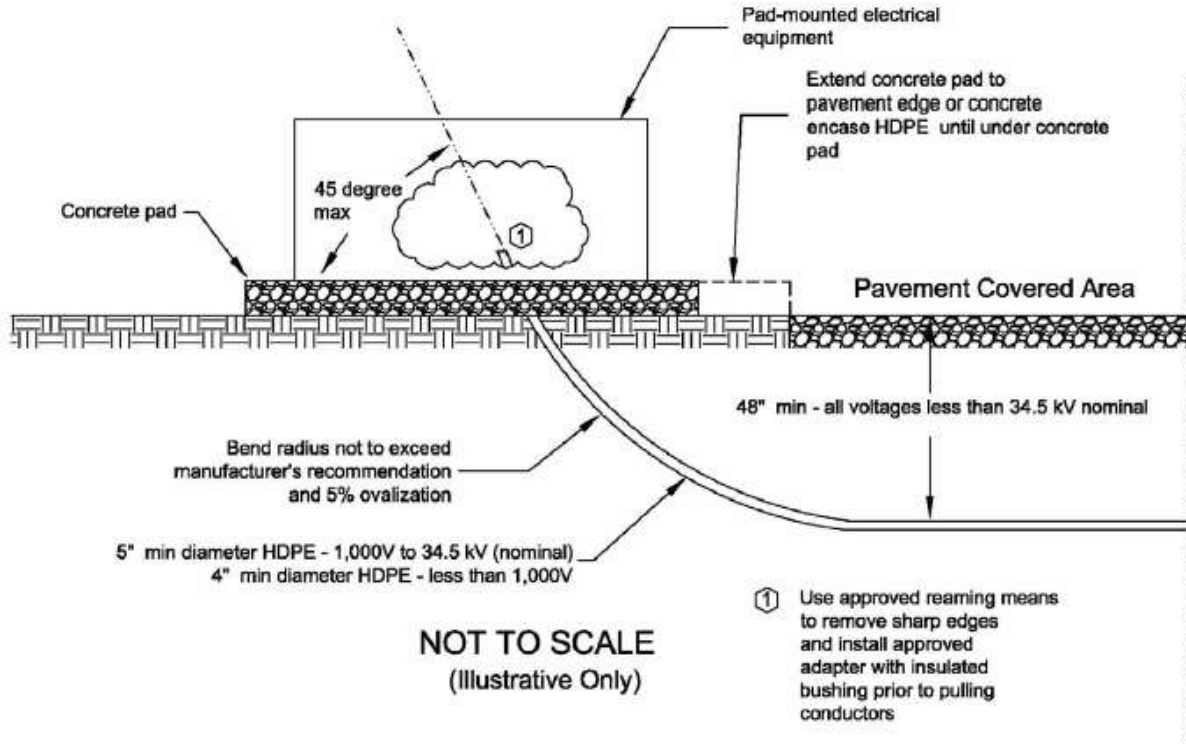 Pad-mounted electrical
equipment
Extend concrete pad to
pavement edge or concrete
encase HDPE until under concrete
pad
45 degree
max
Concrete pad
1
Pavement Covered Area
48" min - all voltages less than 34.5 kV nominal
Bend radius not to exceed
manufacturer's recommendation
and 5% ovalization
5" min diameter HDPE - 1,000V to 34.5 kV (nominal)
4" min diameter HDPE - less than 1,000V
NOT TO SCALE
(Illustrative Only)
1 Use approved reaming means
to remove sharp edges
and install approved
adapter with insulated
bushing prior to pulling
conductors